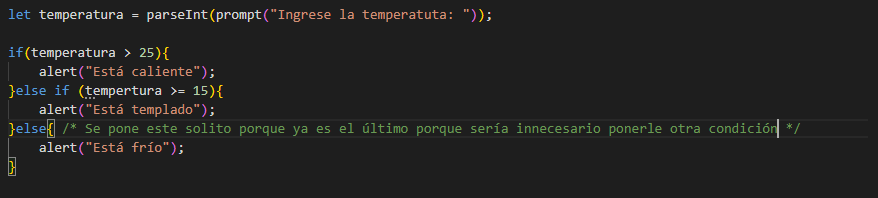 let temperatura = parseInt(prompt("Ingrese la temperatuta: "));
if(temperatura > 25){
alert("Está caliente");
}else if (tempertura >= 15){
alert("Está templado");
}else{ /* Se pone este solito porque ya es el último porque sería innecesario ponerle otra condición */
alert("Está frío");
}